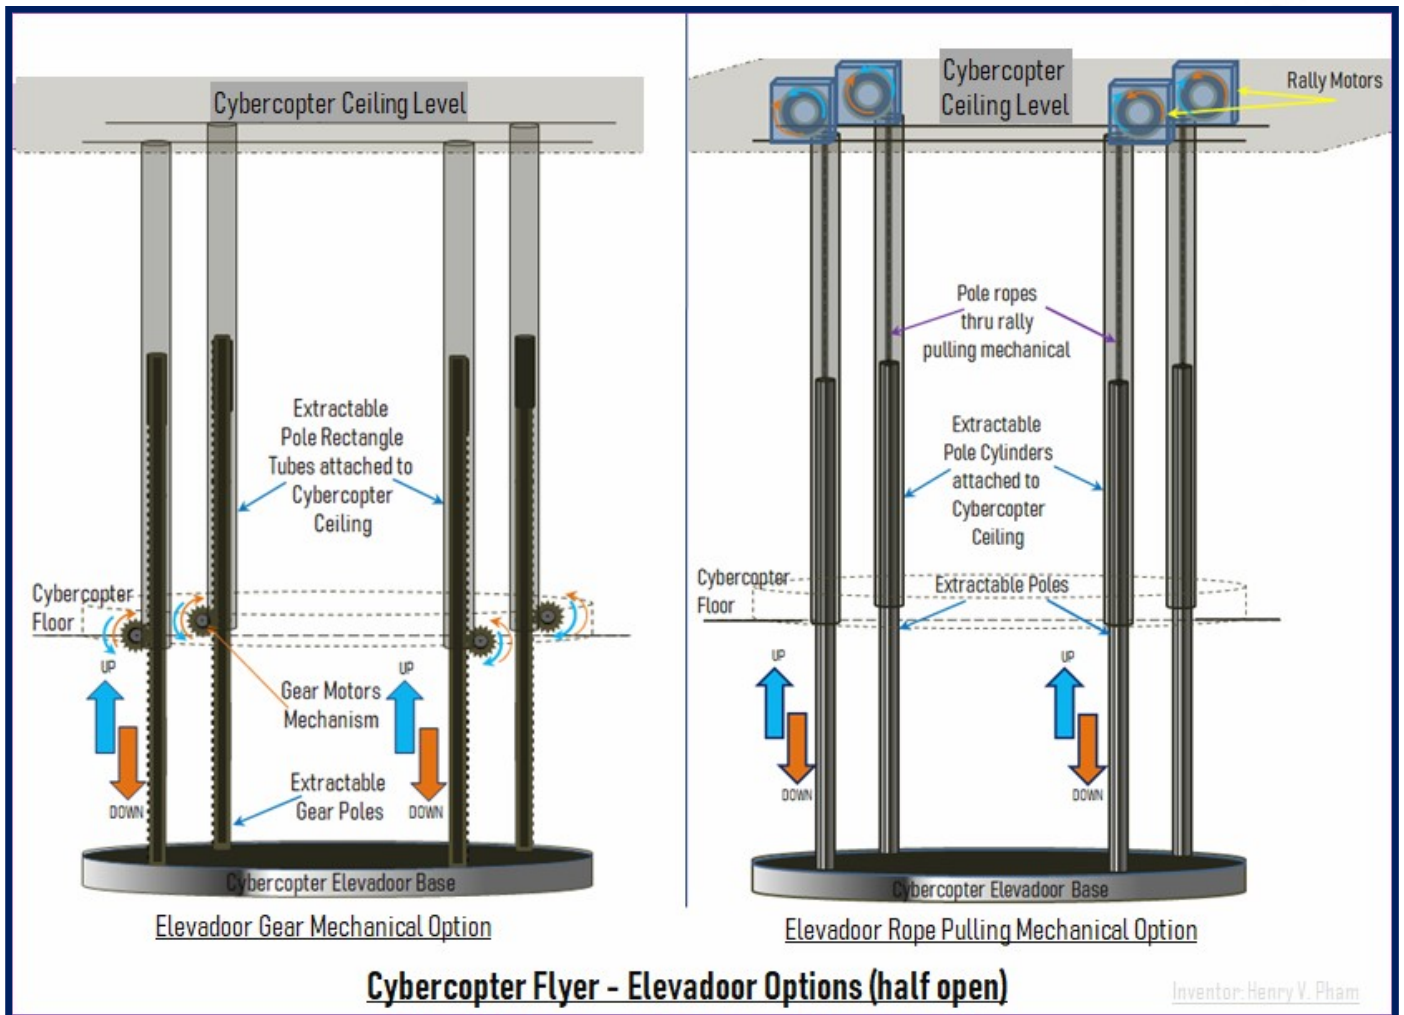 Cybercopter Ceiling Level
Extractable
Pole Rectangle
Tubes attached to
Cybercopter
Ceiling
Cybercopter
Floor
UP
DOWN
Gear Motors
Mechanism
UP
DOWN
Extractable
Gear Poles
Cybercopter Elevadoor Base
Elevadoor Gear Mechanical Option
Cybercopter
Ceiling Level
Rally Motors
Pole ropes
thru rally
pulling mechanical
Extractable
Pole Cylinders
attached to
Cybercopter
Ceiling
Cybercopter
Floor
Extractable Poles
UP
DOWN
UP
DOWN
Cybercopter Elevadoor Base
Elevadoor Rope Pulling Mechanical Option
Cybercopter Flyer - Elevadoor Options (half open)
Inventor: Henry V. Pham